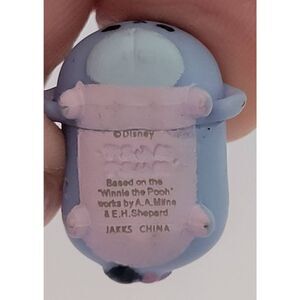 © Disney
Based on the
"Winnie the Pooh"
works by A.A. Milne
& E.H. Shepard
JAKKS CHINA